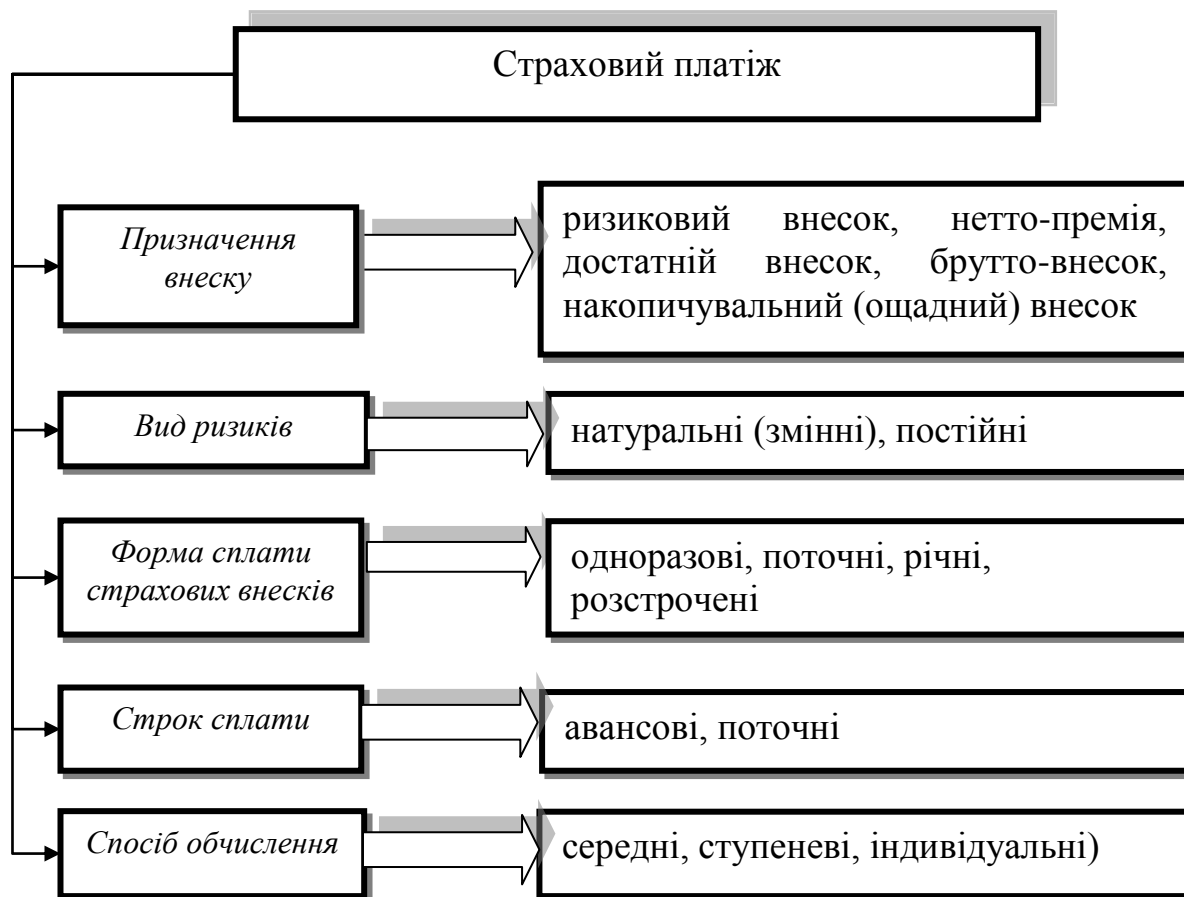 Страховий платіж
Призначення
внеску
ризиковий внесок, нетто-премія,
достатній внесок, брутто-внесок,
накопичувальний (ощадний) внесок
Вид ризиків
натуральні (змінні), постійні
Форма сплати
страхових внесків
одноразові, поточні, річні,
розстрочені
Строк сплати
авансові, поточні
Спосіб обчислення
середні, ступеневі, індивідуальні)